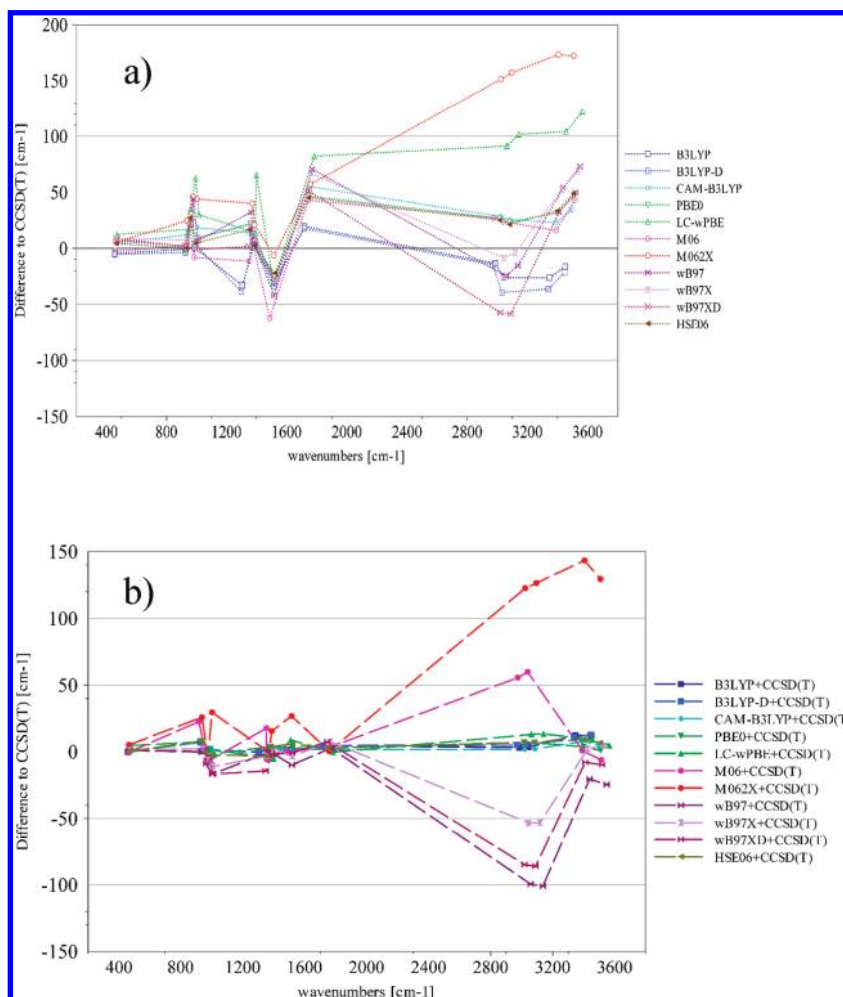 200
150
100
50
0
-50
-100
-150
Difference to CCSD(T) [cm-1]
a)
400
800
1200
1600
2000
2400
2800
3200
3600
wavenumbers [cm-1]
B3LYP
B3LYP-D
CAM-B3LYP
PBE0
LC-wPBE
M06
M062X
wB97
wB97X
wB97XD
HSE06
150
100
50
0
-50
-100
-150
Difference to CCSD(T) [cm-1]
b)
400
800
1200
1600
2000
2400
2800
3200
3600
wavenumbers [cm-1]
B3LYP+CCSD(T)
B3LYP-D+CCSD(T)
CAM-B3LYP+CCSD(T
PBE0+CCSD(T)
LC-wPBE+CCSD(T)
M06+CCSD(T)
M062X+CCSD(T)
wB97+CCSD(T)
wB97X+CCSD(T)
wB97XD+CCSD(T)
HSE06+CCSD(T)